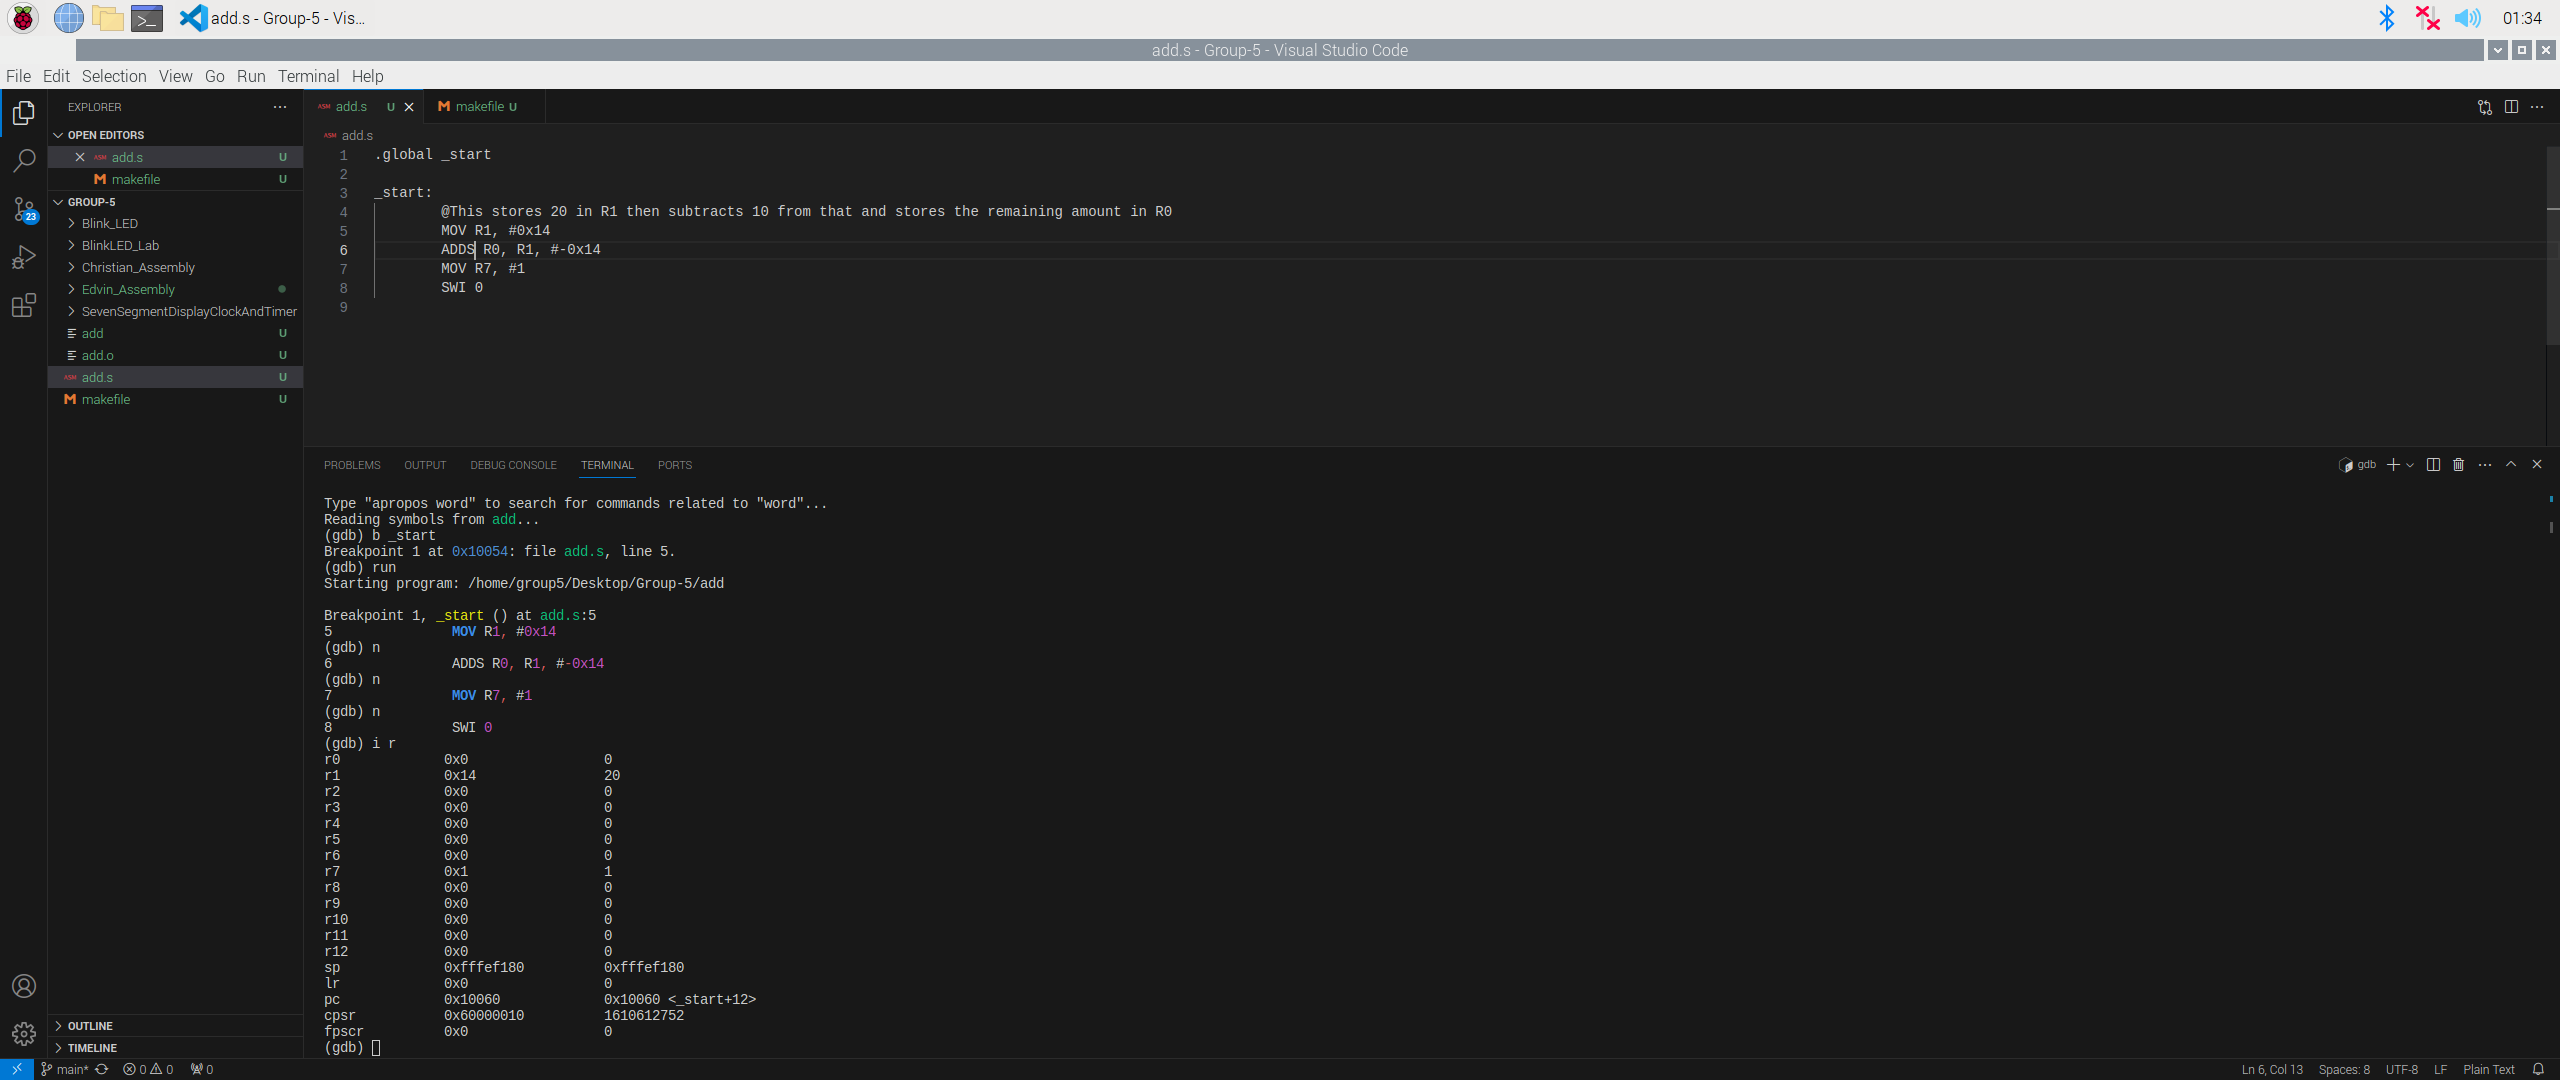 add.s - Group-5 - Vis...
01:34
add.s - Group-5 - Visual Studio Code
File Edit Selection View Go Run Terminal Help
EXPLORER
OPEN EDITORS
add.s U
makefile U
23
GROUP-5
Blink_LED
BlinkLED_Lab
Christian_Assembly
Edvin_Assembly
SevenSegmentDisplayClockAndTimer
add U
add.o U
ASM add.s U
makefile U
OUTLINE
TIMELINE
ASM add.s U
M makefile U
ASM add.s
1 .global _start
2
3 _start:
4 @This stores 20 in R1 then subtracts 10 from that and stores the remaining amount in R0
5 MOV R1, #0x14
6 ADDS R0, R1, #-0x14
7 MOV R7, #1
8 SWI 0
9
PROBLEMS OUTPUT DEBUG CONSOLE TERMINAL PORTS
gdb
Type "apropos word" to search for commands related to "word"...
Reading symbols from add...
(gdb) b _start
Breakpoint 1 at 0x10054: file add.s, line 5.
(gdb) run
Starting program: /home/group5/Desktop/Group-5/add
Breakpoint 1, _start () at add.s:5
5 MOV R1, #0x14
(gdb) n
6 ADDS R0, R1, #-0x14
(gdb) n
7 MOV R7, #1
(gdb) n
8 SWI 0
(gdb) i r
r0 0x0 0
r1 0x14 20
r2 0x0 0
r3 0x0 0
r4 0x0 0
r5 0x0 0
r6 0x0 0
r7 0x1 1
r8 0x0 0
r9 0x0 0
r10 0x0 0
r11 0x0 0
r12 0x0 0
sp 0xfffef180 0xfffef180
lr 0x0 0
pc 0x10060 0x10060 <_start+12>
cpsr 0x60000010 1610612752
fpscr 0x0 0
(gdb)
main* 0 0 0
Ln 6, Col 13 Spaces: 8 UTF-8 LF Plain Text